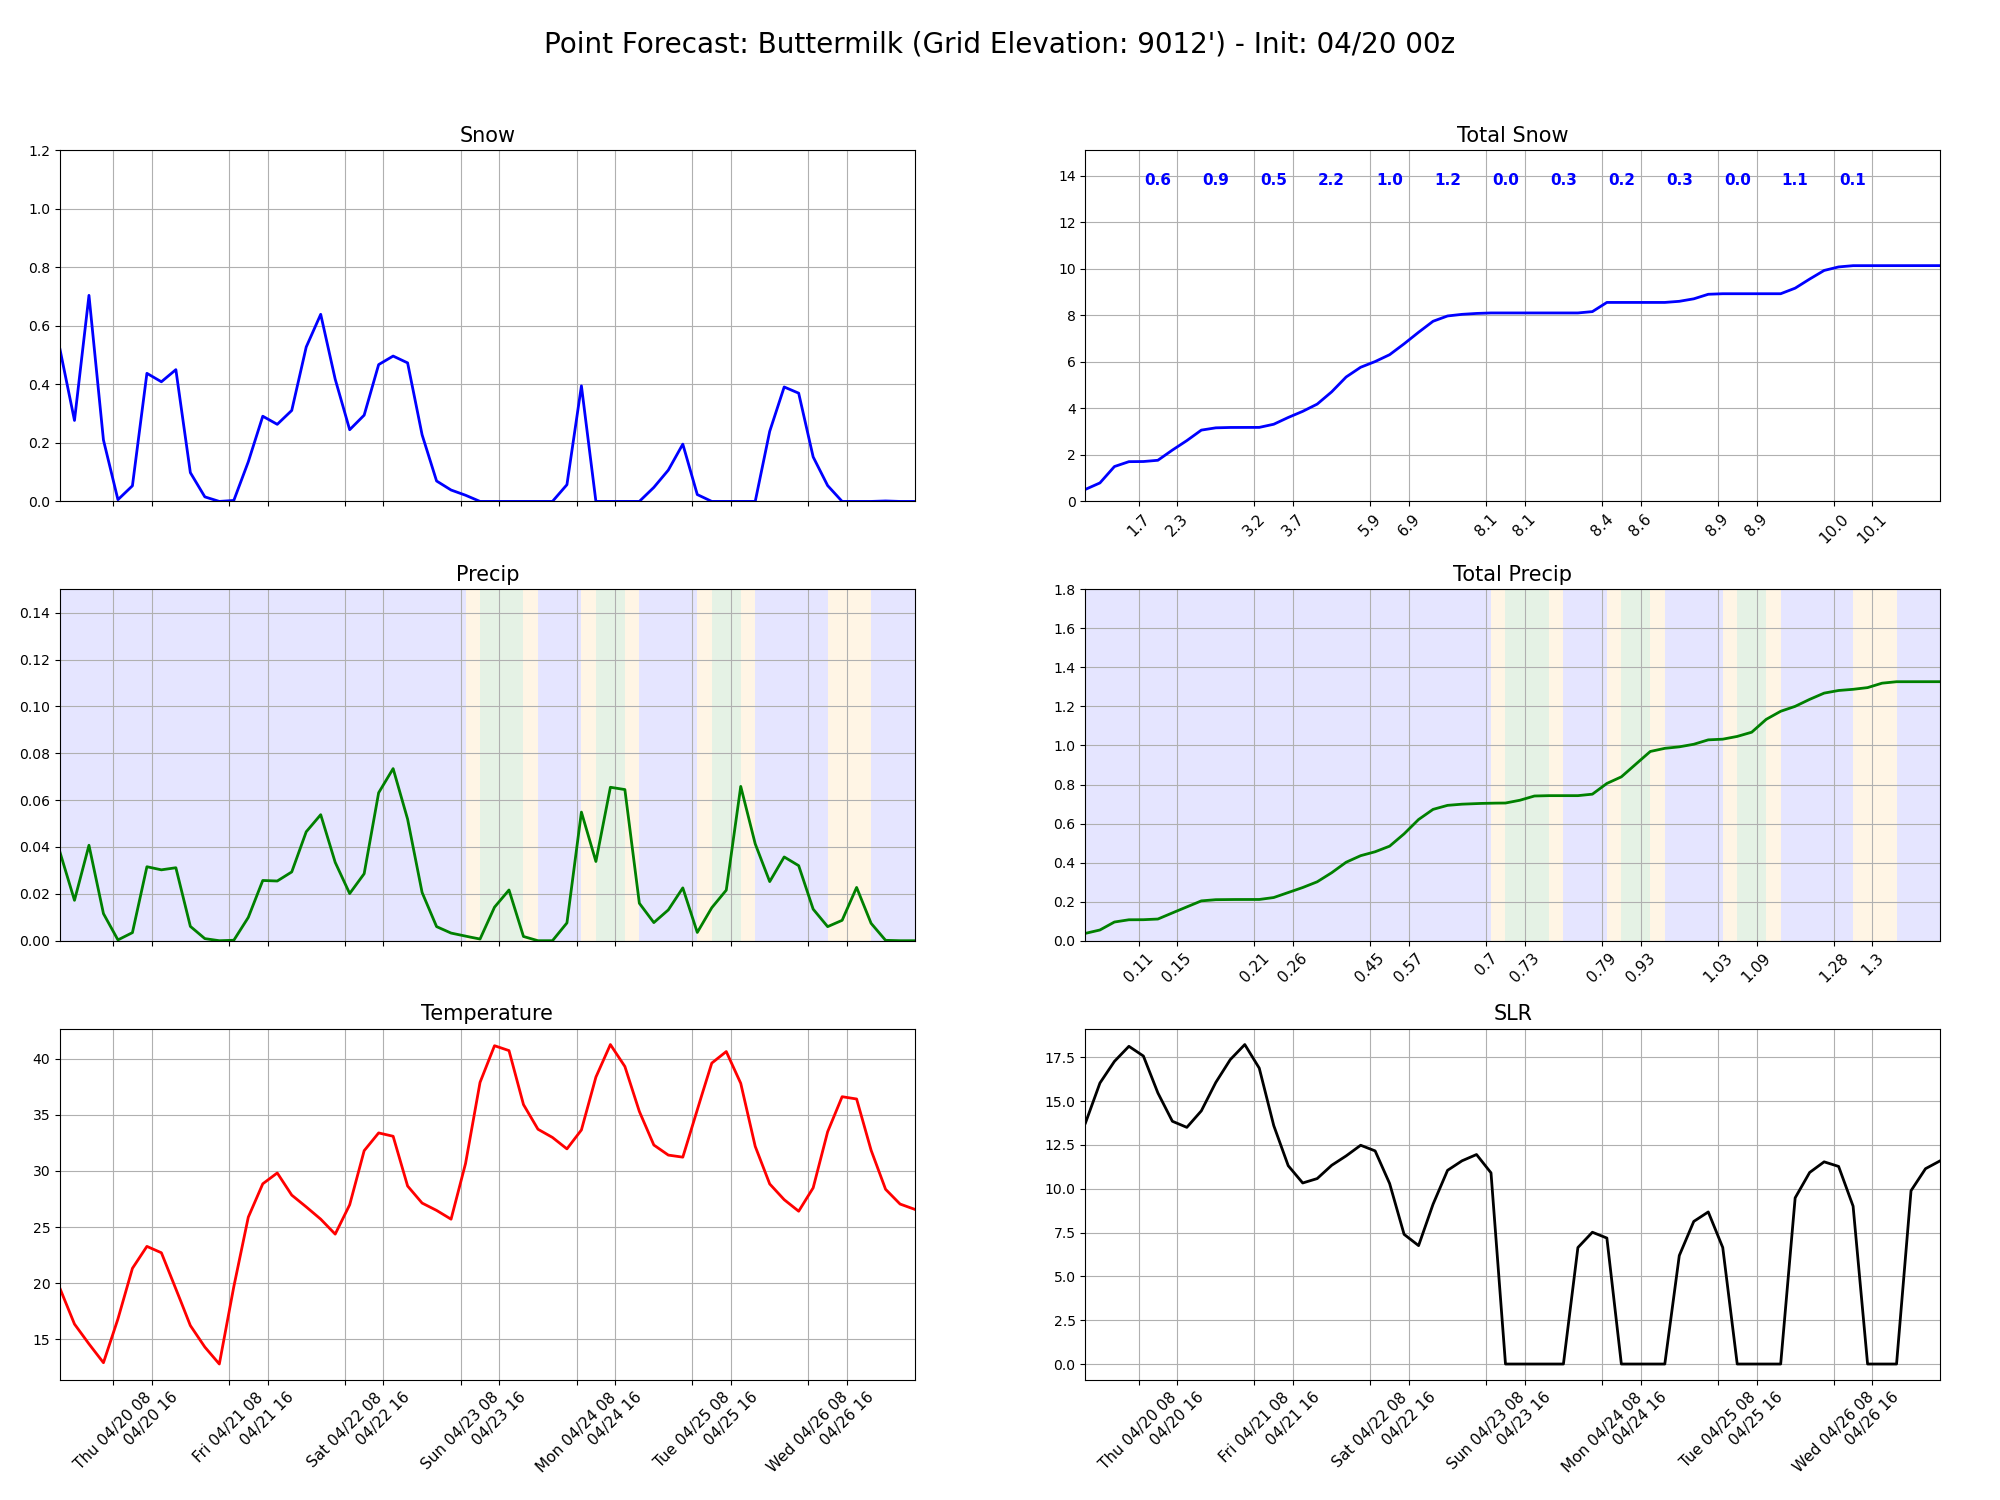 Point Forecast: Buttermilk (Grid Elevation: 9012') - Init: 04/20 00z
Snow
1.2
1.0
0.8
0.6
0.4
0.2
0.0
Total Snow
14
12
10
8
6
4
2
0
0.6 0.9 0.5 2.2 1.0 1.2 0.0 0.3 0.2 0.3 0.0 1.1 0.1
1.7 2.3 3.2 3.7 5.9 6.9 8.1 8.1 8.4 8.6 8.9 8.9 10.0 10.1
Precip
0.14
0.12
0.10
0.08
0.06
0.04
0.02
0.00
Total Precip
1.8
1.6
1.4
1.2
1.0
0.8
0.6
0.4
0.2
0.0
0.11 0.15 0.21 0.26 0.45 0.57 0.7 0.73 0.79 0.93 1.03 1.09 1.28 1.3
Temperature
40
35
30
25
20
15
Thu 04/20 08
04/20 16
Fri 04/21 08
04/21 16
Sat 04/22 08
04/22 16
Sun 04/23 08
04/23 16
Mon 04/24 08
04/24 16
Tue 04/25 08
04/25 16
Wed 04/26 08
04/26 16
SLR
17.5
15.0
12.5
10.0
7.5
5.0
2.5
0.0
Thu 04/20 08
04/20 16
Fri 04/21 08
04/21 16
Sat 04/22 08
04/22 16
Sun 04/23 08
04/23 16
Mon 04/24 08
04/24 16
Tue 04/25 08
04/25 16
Wed 04/26 08
04/26 16